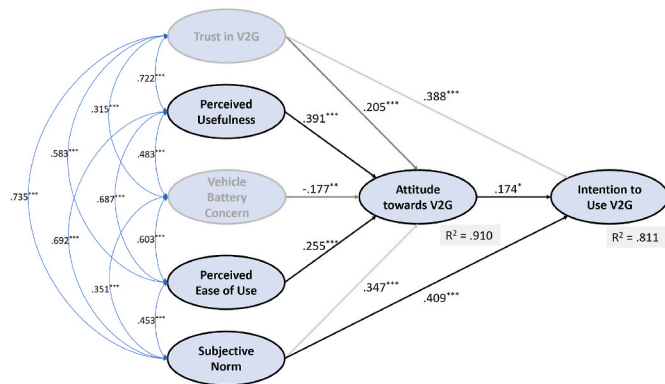 Trust in V2G
.722***
.388***
.315***
.205***
Perceived
Usefulness
.391***
.583***
.483***
Vehicle
Battery
Concern
-.177**
Attitude
towards V2G
.174*
Intention to
Use V2G
.735***
.687***
R² = .910
R² = .811
.692***
.603***
.255***
Perceived
Ease of Use
.351***
.347***
.409***
.453***
Subjective
Norm